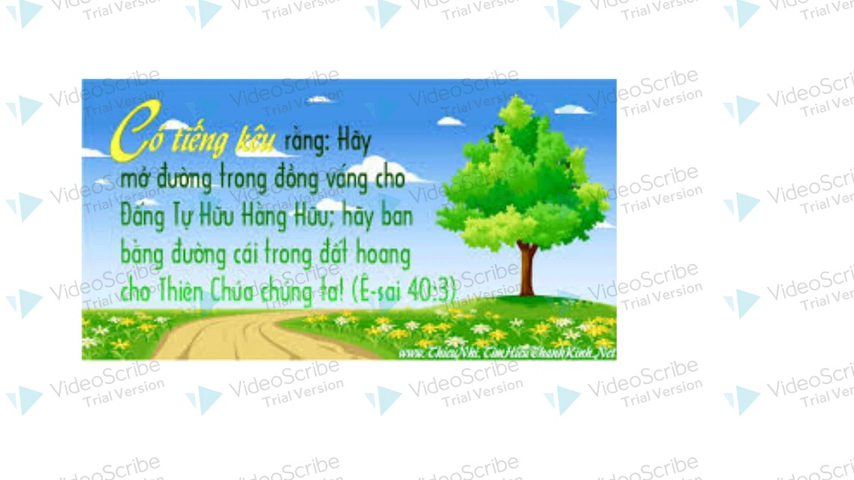 Có tiếng kêu rằng: Hãy
mở đường trong đồng vắng cho
Đấng Tự Hữu Hằng Hữu; hãy ban
bằng đường cái trong đất hoang
cho Thiên Chúa chúng ta! (Ê-sai 40:3)
www.ThieuNhi.TimHieuThanhKinh.Net
VideoScribe
Trial Version